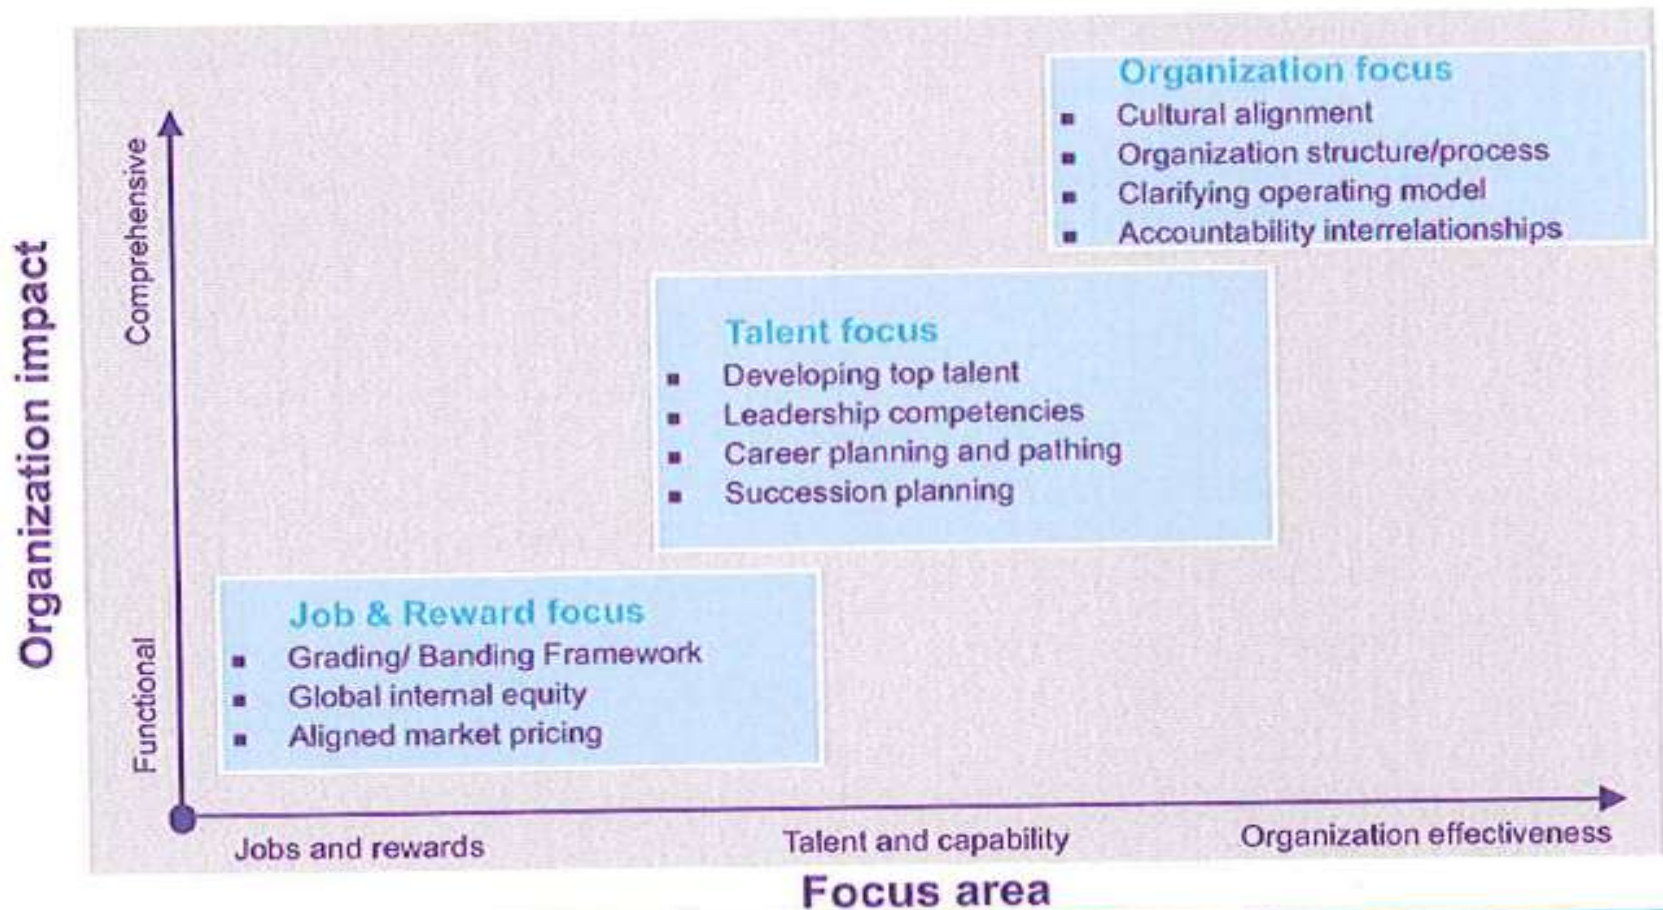 Organization impact
Comprehensive
Functional
Organization focus
▪ Cultural alignment
▪ Organization structure/process
▪ Clarifying operating model
▪ Accountability interrelationships
Talent focus
▪ Developing top talent
▪ Leadership competencies
▪ Career planning and pathing
▪ Succession planning
Job & Reward focus
▪ Grading/ Banding Framework
▪ Global internal equity
▪ Aligned market pricing
Jobs and rewards
Talent and capability
Organization effectiveness
Focus area